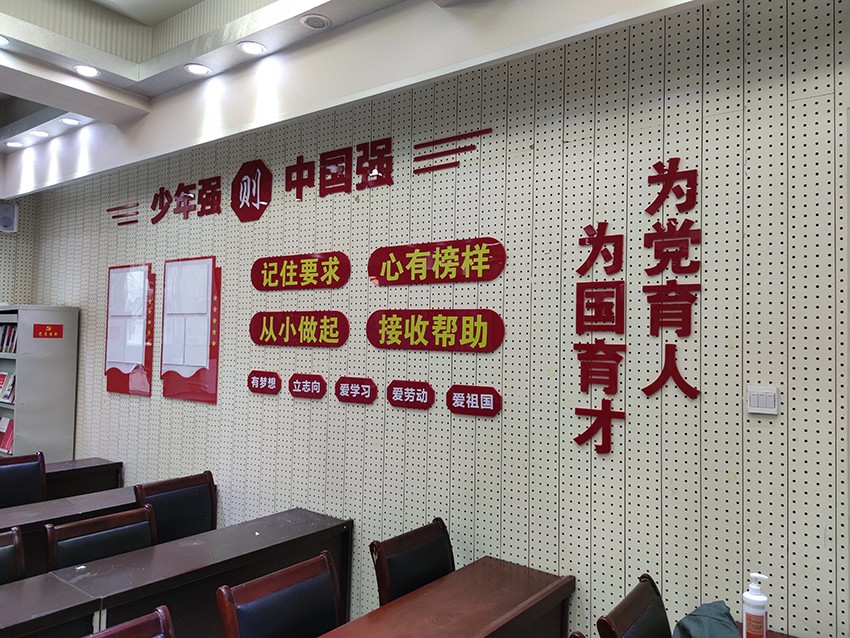 少年强则中国强
记住要求 心有榜样
从小做起 接收帮助
有梦想 立志向 爱学习 爱劳动 爱祖国
为党育人
为国育才